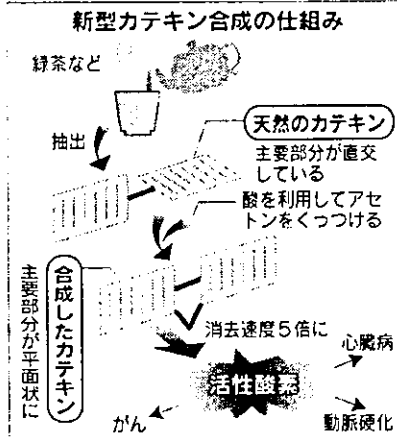 新型カテキン合成の仕組み
緑茶など
抽出
天然のカテキン
主要部分が直交
している
酸を利用してアセ
トンをくっつける
合成したカテキン
主要部分が平面状に
消去速度5倍に
活性酸素
心臓病
がん
動脈硬化